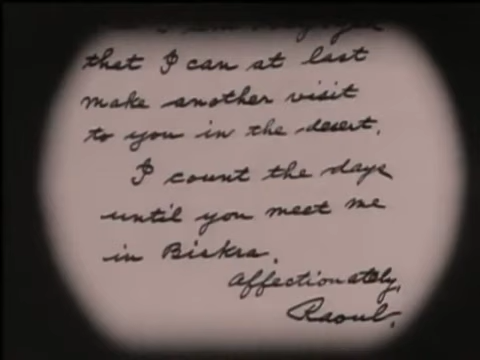 that I can at last
make another visit
to you in the desert.
I count the days
until you meet me
in Biskra.
Affectionately,
Raoul.